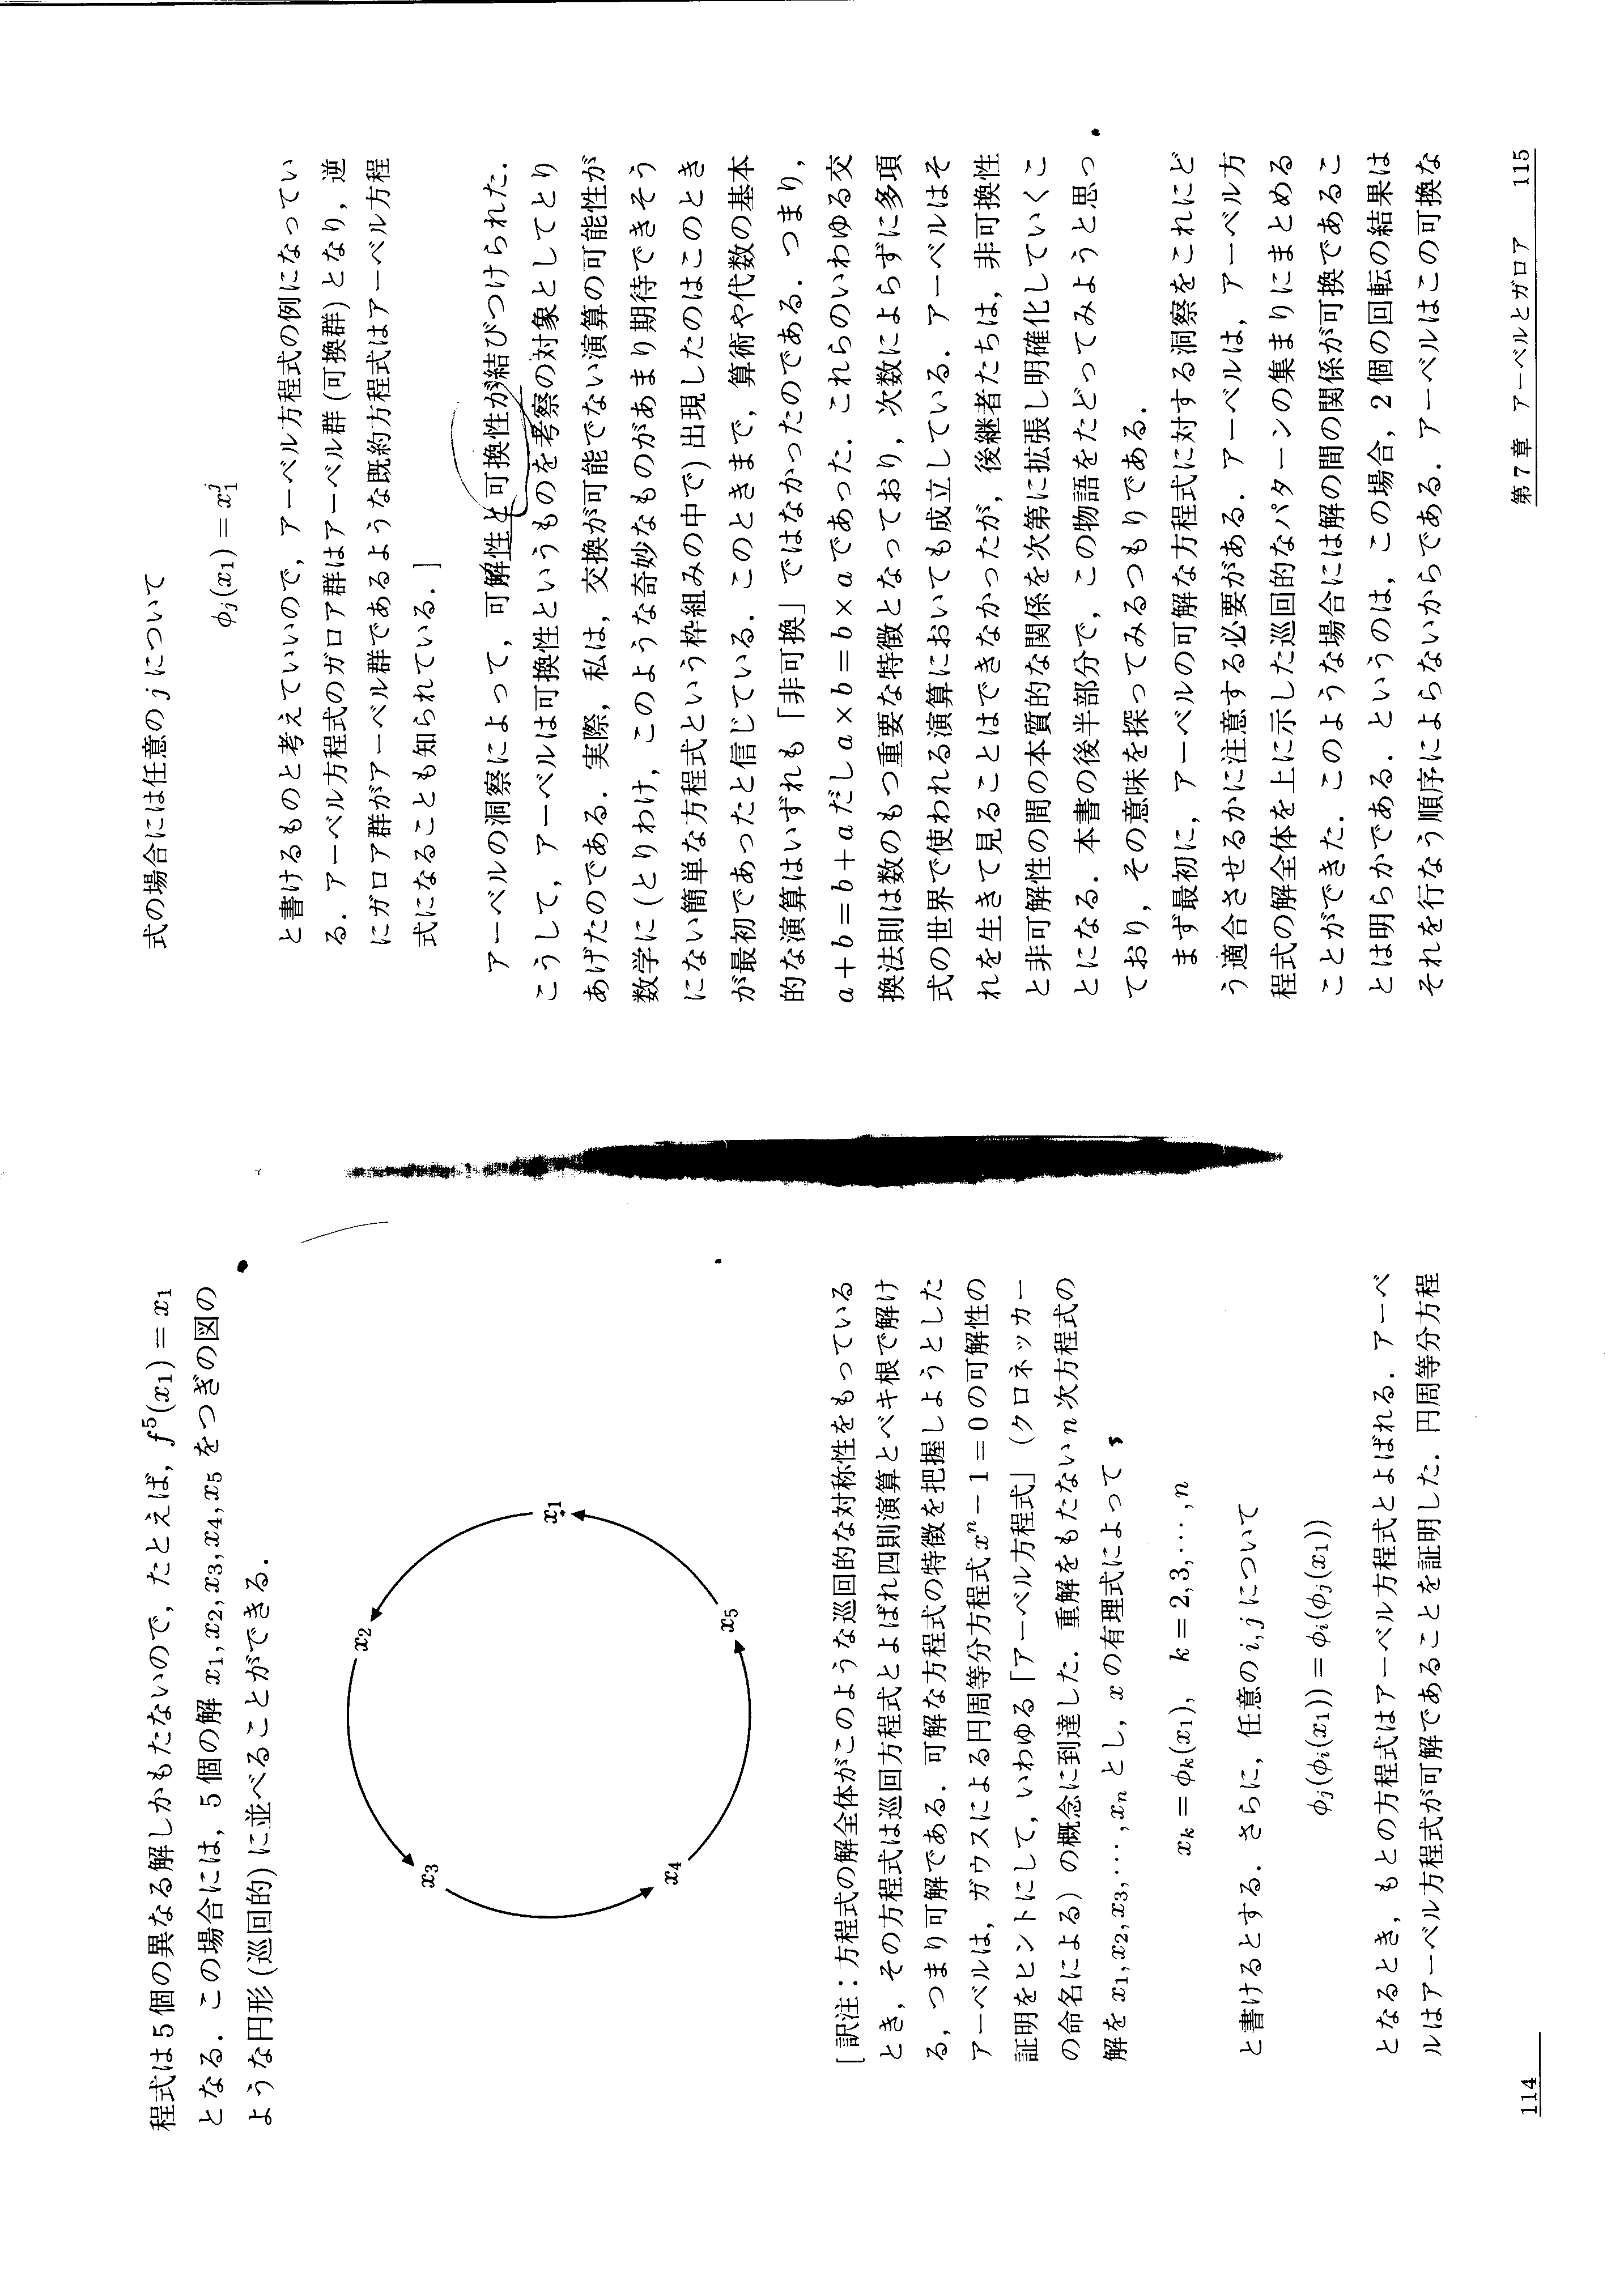 程式は5個の異なる解しかもたないので，たとえば，f⁵(x₁)＝x₁
となる．この場合には，5個の解 x₁,x₂,x₃,x₄,x₅ をつぎの図の
ような円形(巡回的)に並べることができる．
x₁
x₂
x₃
x₄
x₅
[訳注：方程式の解全体がこのような巡回的な対称性をもっている
とき，その方程式は巡回方程式とよばれ四則演算とベキ根で解け
る，つまり可解である．可解な方程式の特徴を把握しようとした
アーベルは，ガウスによる円周等分方程式 xⁿ－1＝0 の可解性の
証明をヒントにして，いわゆる「アーベル方程式」（クロネッカー
の命名による）の概念に到達した．重解をもたない n 次方程式の
解を x₁,x₂,x₃,⋯,xₙ とし，x の有理式によって，
xₖ＝φₖ(x₁)， k＝2,3,⋯,n
と書けるとする．さらに，任意の i,j について
φⱼ(φᵢ(x₁))＝φᵢ(φⱼ(x₁))
となるとき，もとの方程式はアーベル方程式とよばれる．アーベ
ルはアーベル方程式が可解であることを証明した．円周等分方程
114
式の場合には任意の j について
φⱼ(x₁)＝x₁ʲ
と書けるものと考えていいので，アーベル方程式の例になってい
る．アーベル方程式のガロア群はアーベル群(可換群)となり，逆
にガロア群がアーベル群であるような既約方程式はアーベル方程
式になることも知られている．]
アーベルの洞察によって，可解性と可換性が結びつけられた．
こうして，アーベルは可換性というものを考察の対象としてとり
あげたのである．実際，私は，交換が可能でない演算の可能性が
数学に(とりわけ，このような奇妙なものがあまり期待できそう
にない簡単な方程式という枠組みの中で)出現したのはこのとき
が最初であったと信じている．このときまで，算術や代数の基本
的な演算はいずれも「非可換」ではなかったのである．つまり，
a＋b＝b＋a だし a×b＝b×a であった．これらのいわゆる交
換法則は数のもつ重要な特徴となっており，次数によらずに多項
式の世界で使われる演算においても成立している．アーベルはそ
れを生きて見ることはできなかったが，後継者たちは，非可換性
と非可解性の間の本質的な関係を次第に拡張し明確化していくこ
とになる．本書の後半部分で，この物語をたどってみようと思っ
ており，その意味を探ってみるつもりである．
まず最初に，アーベルの可解な方程式に対する洞察をこれにど
う適合させるかに注意する必要がある．アーベルは，アーベル方
程式の解全体を上に示した巡回的なパターンの集まりにまとめる
ことができた．このような場合には解の間の関係が可換であるこ
とは明らかである．というのは，この場合，2個の回転の結果は
それを行なう順序によらないからである．アーベルはこの可換な
第7章 アーベルとガロア 115